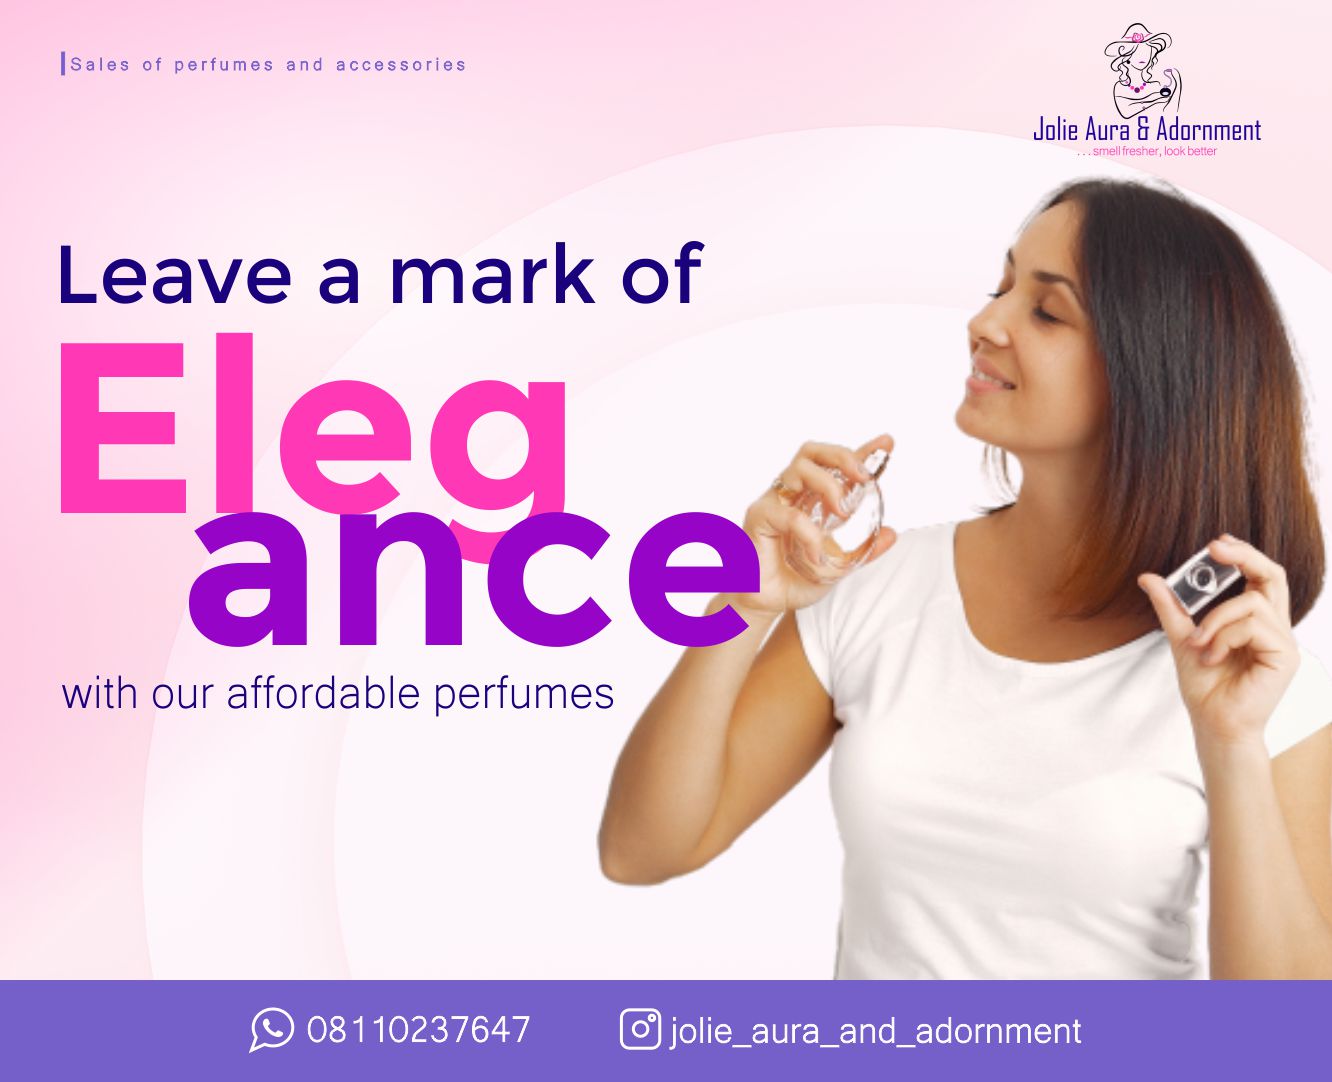 Sales of perfumes and accessories
Jolie Aura & Adornment
...smell fresher, look better
Leave a mark of
Eleg
ance
with our affordable perfumes
08110237647
jolie_aura_and_adornment